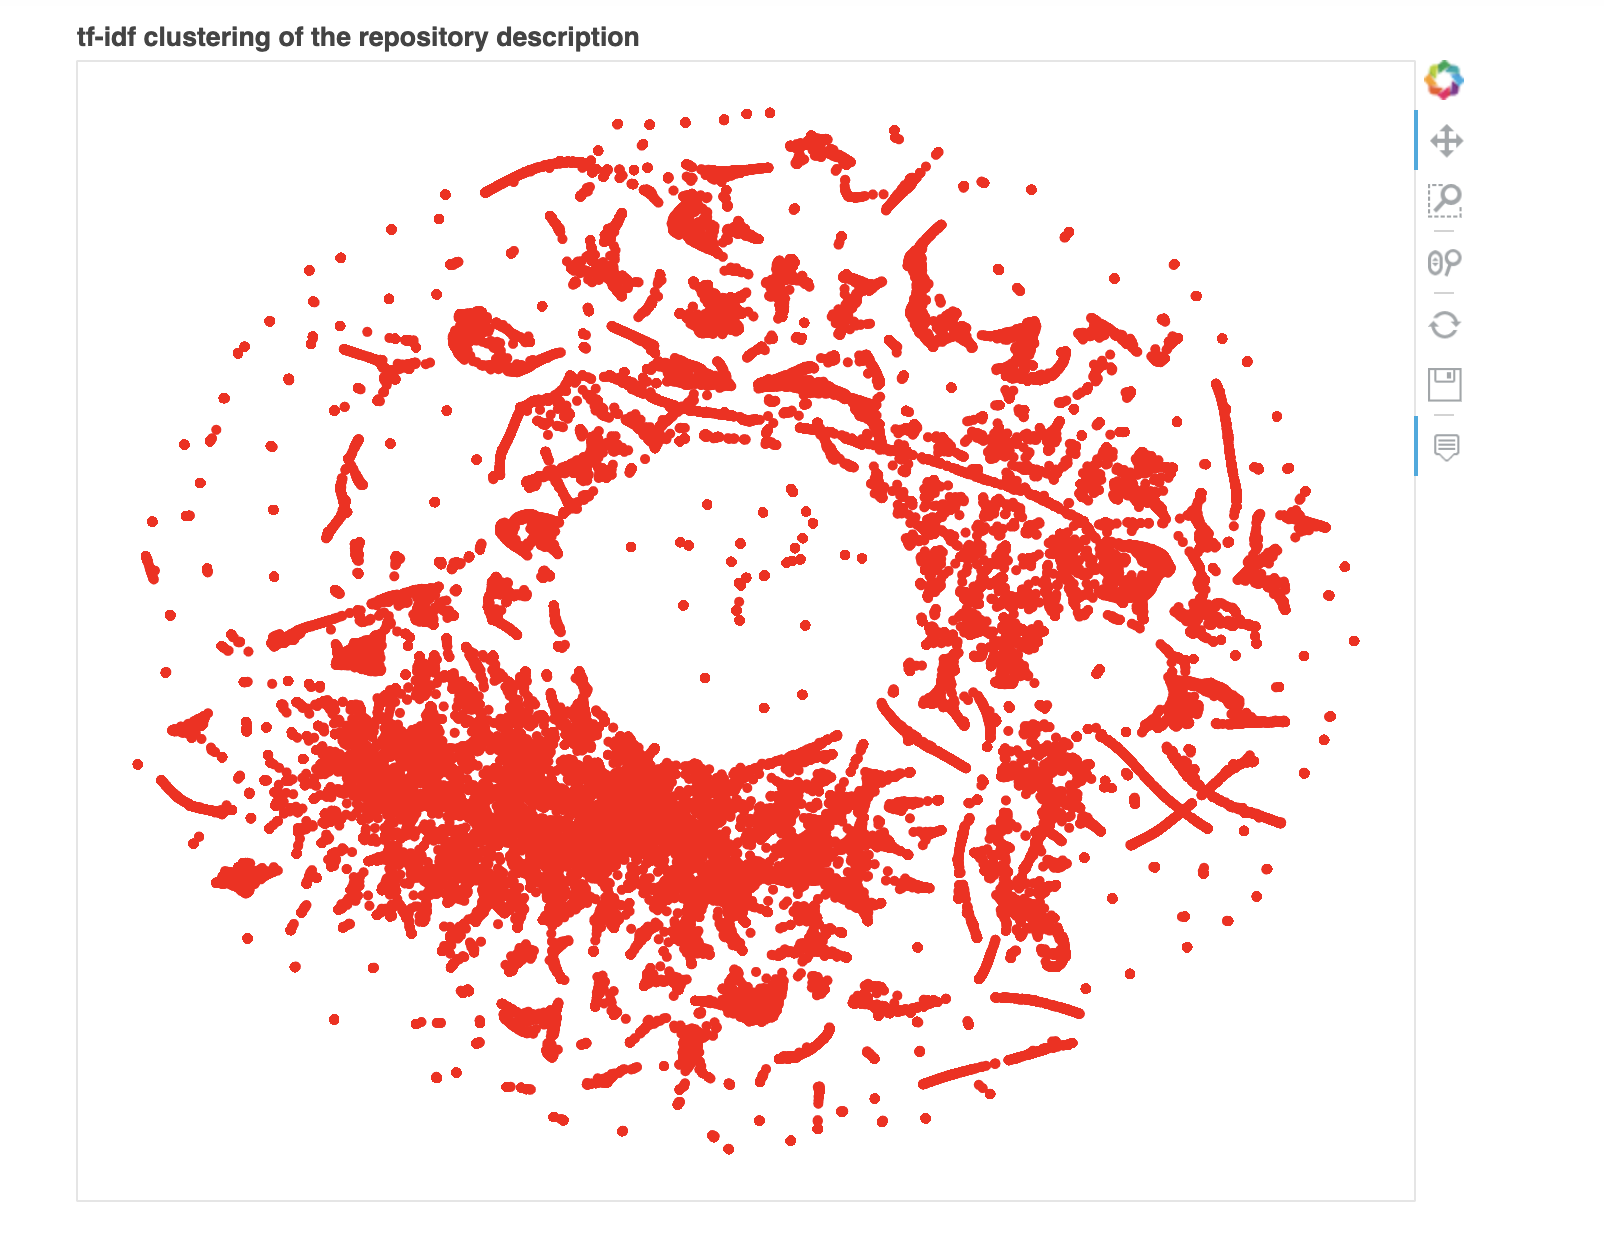 tf-idf clustering of the repository description